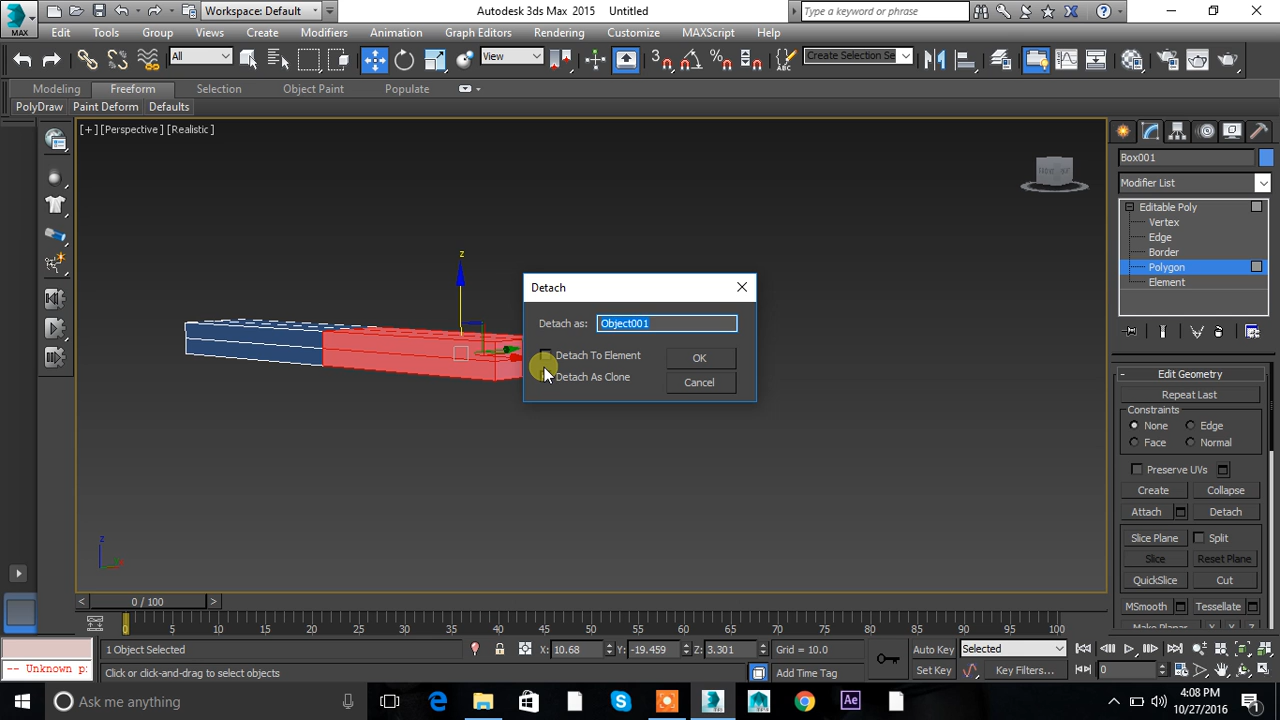 Workspace: Default
Autodesk 3ds Max 2015 Untitled
Type a keyword or phrase
MAX
Edit Tools Group Views Create Modifiers Animation Graph Editors Rendering Customize MAXScript Help
All
View
3
Create Selection Se
Modeling Freeform Selection Object Paint Populate
PolyDraw Paint Deform Defaults
[+] [Perspective] [Realistic]
Box001
Modifier List
Editable Poly
Vertex
Edge
Border
Polygon
Element
z
Detach
Detach as: Object001
Detach To Element
OK
Detach As Clone
Cancel
Edit Geometry
Repeat Last
Constraints
None Edge
Face Normal
Preserve UVs
Create Collapse
Attach Detach
Slice Plane Split
Slice Reset Plane
QuickSlice Cut
MSmooth Tessellate
Make Planar X Y Z
z
< 0 / 100 >
0 5 10 15 20 25 30 35 40 45 50 55 60 65 70 75 80 85 90 95 100
1 Object Selected
X: 10.68 Y: -19.459 Z: 3.301 Grid = 10.0
Auto Key Selected
-- Unknown p
Click or click-and-drag to select objects
Add Time Tag
Set Key Key Filters... 0
Ask me anything
Ae
4:08 PM
10/27/2016